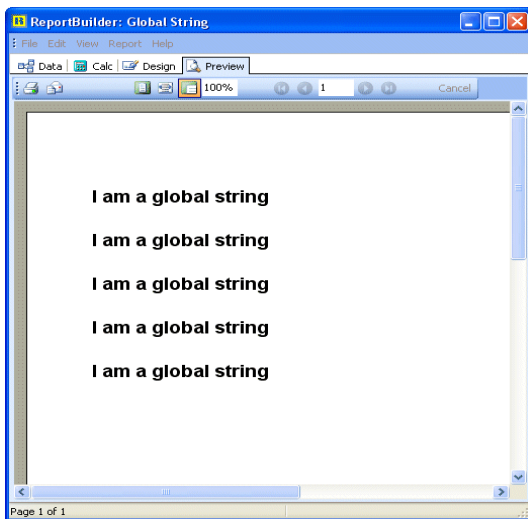 ReportBuilder: Global String
File Edit View Report Help
Data Calc Design Preview
100% 1 Cancel
I am a global string
I am a global string
I am a global string
I am a global string
I am a global string
Page 1 of 1